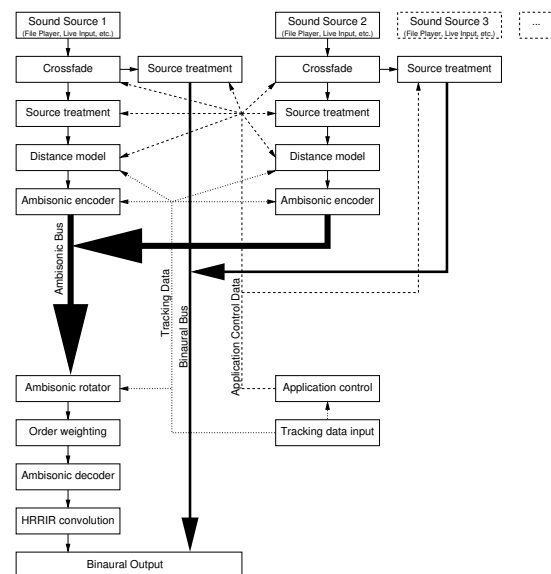 Sound Source 1
(File Player, Live Input, etc.)
Sound Source 2
(File Player, Live Input, etc.)
Sound Source 3
(File Player, Live Input, etc.)
...
Crossfade
Source treatment
Crossfade
Source treatment
Source treatment
Source treatment
Distance model
Distance model
Ambisonic encoder
Ambisonic encoder
Ambisonic Bus
Tracking Data
Binaural Bus
Application Control Data
Ambisonic rotator
Application control
Order weighting
Tracking data input
Ambisonic decoder
HRRIR convolution
Binaural Output